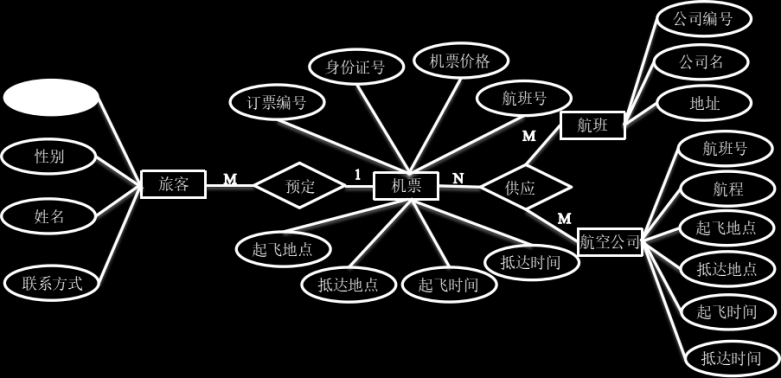 公司编号
机票价格
身份证号
公司名
订票编号
航班号
地址
航班
M
性别
航班号
旅客
M
预定
1
机票
N
供应
航程
姓名
M
起飞地点
航空公司
起飞地点
抵达时间
抵达地点
联系方式
抵达地点
起飞时间
起飞时间
抵达时间